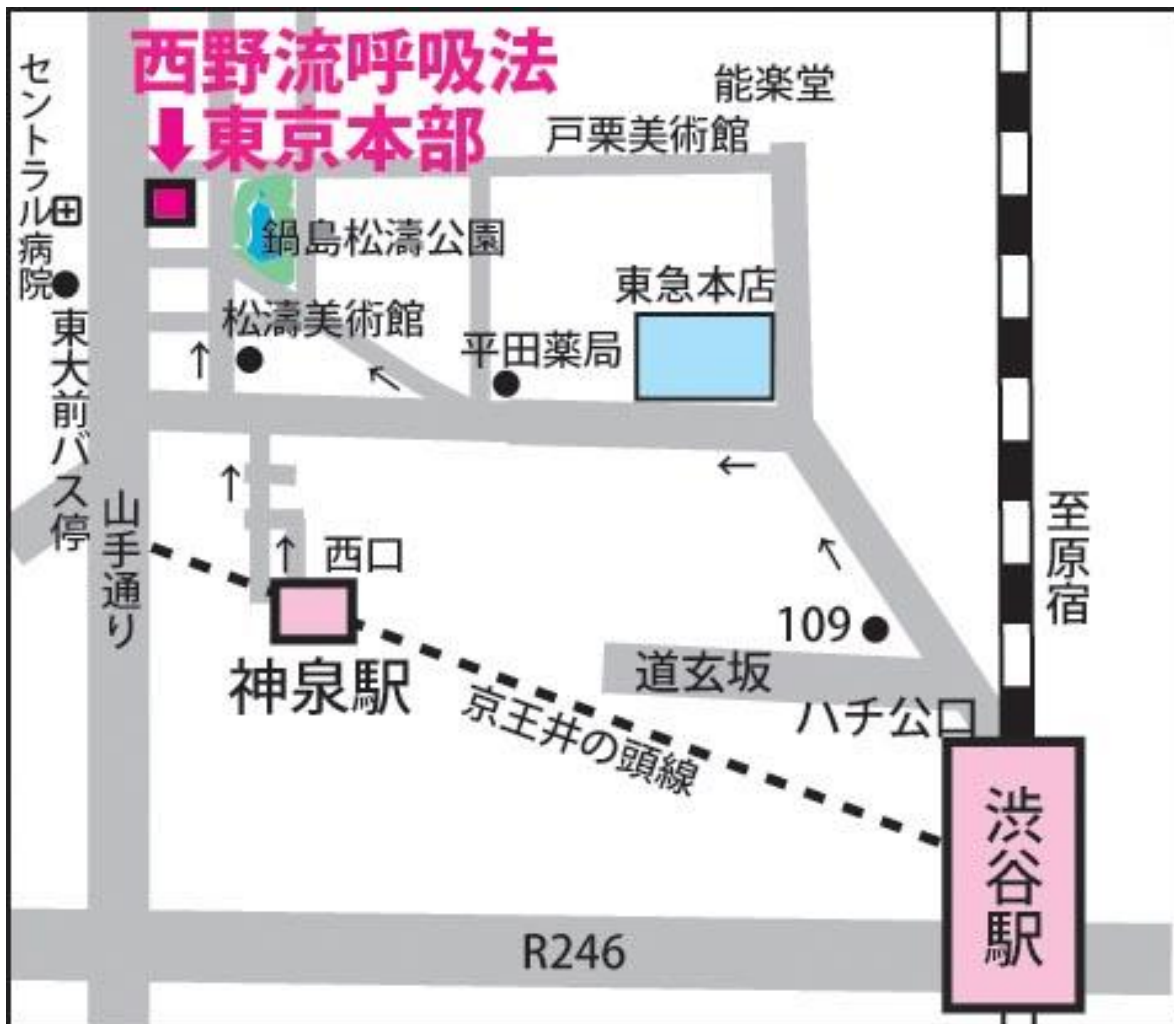 西野流呼吸法
↓東京本部
セントラル病院
能楽堂
戸栗美術館
鍋島松濤公園
東急本店
松濤美術館
平田薬局
↑
←
東大前バス停
←
↑
山手通り
↑
西口
至原宿
↑
109
神泉駅
道玄坂
京王井の頭線
ハチ公口
渋谷駅
R246